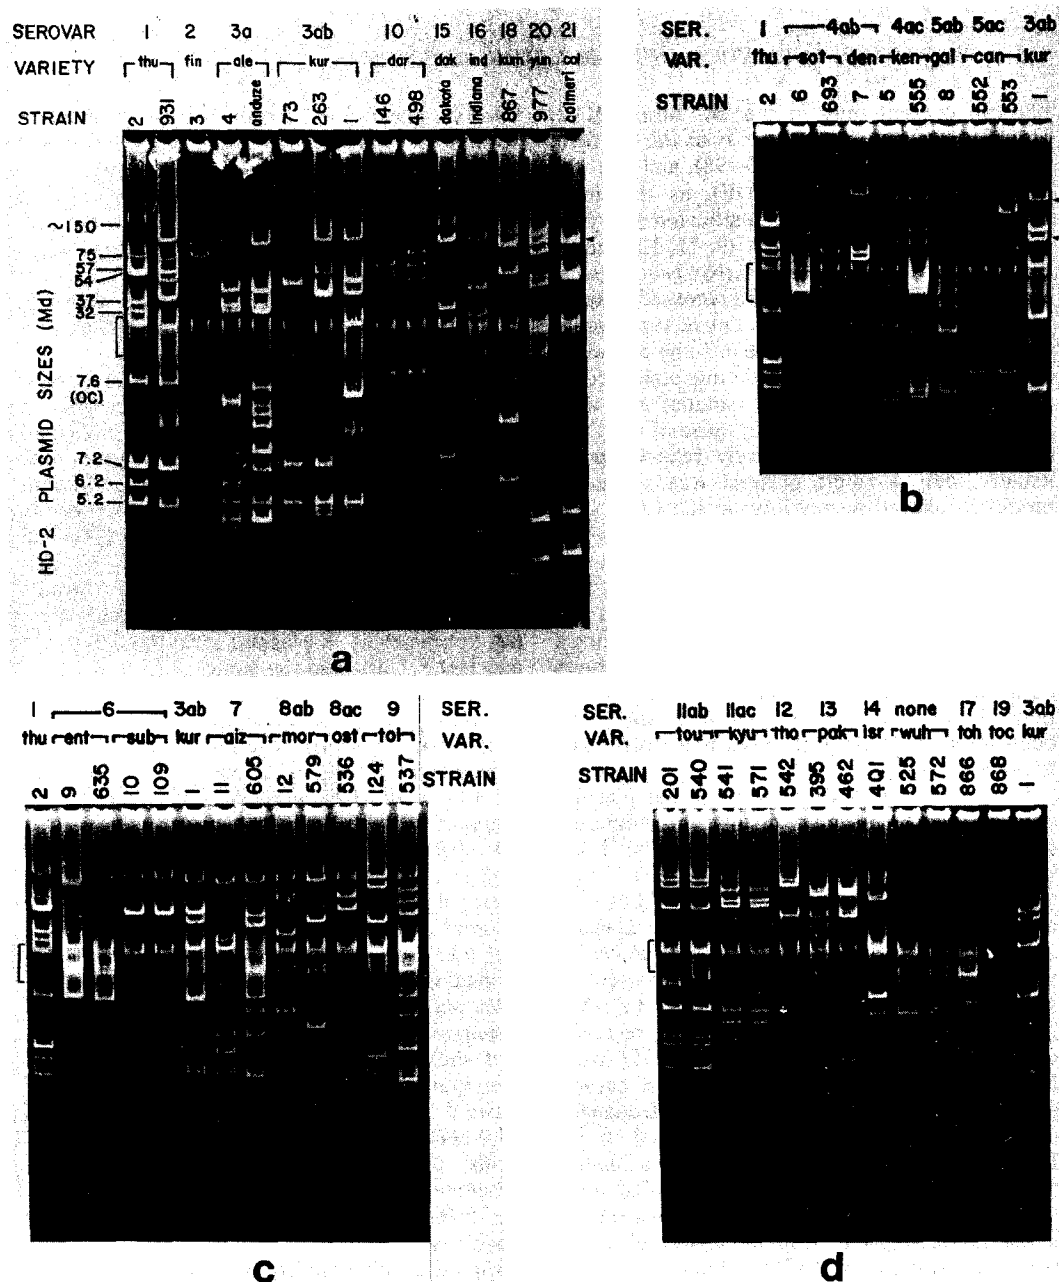 SEROVAR 1 2 3a 3ab 10 15 16 18 20 21
VARIETY thu fin ale kur dar dak ind kum yun col
STRAIN 2 931 3 4 anduze 73 263 1 146 498 dakota indiana 867 977 colmeri
HD-2 PLASMID SIZES (Md)
~150
75
57
54
37
32
7.6
(OC)
7.2
6.2
5.2
a
SER. 1 4ab 4ac 5ab 5ac 3ab
VAR. thu sot den ken gal can kur
STRAIN 2 6 693 7 5 555 8 552 553 1
b
1 6 3ab 7 8ab 8ac 9 SER.
thu ent sub kur aiz mor ost tol VAR.
2 9 635 10 109 1 11 605 12 579 536 124 537 STRAIN
c
SER. 11ab 11ac 12 13 14 none 17 19 3ab
VAR. tou kyu tho pak isr wuh toh toc kur
STRAIN 201 540 541 571 542 395 462 401 525 572 866 868 1
d